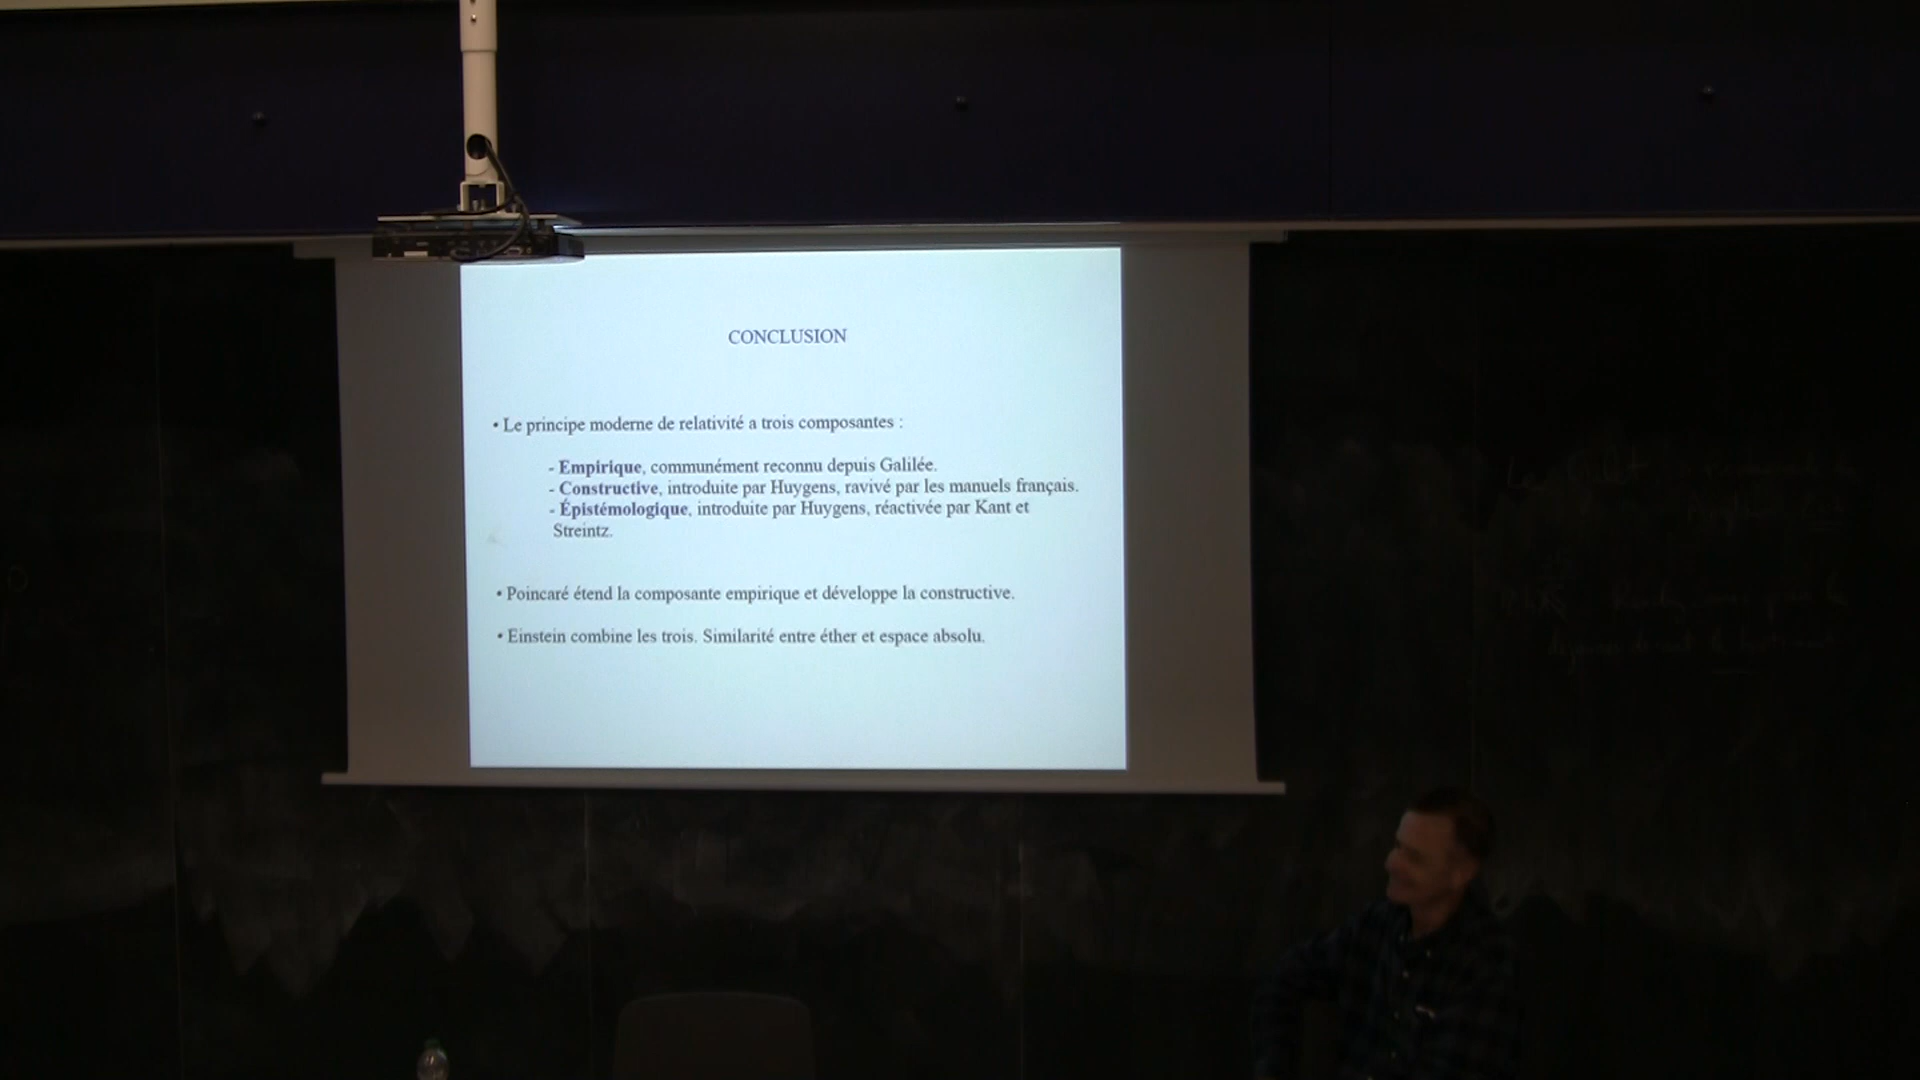 CONCLUSION
• Le principe moderne de relativité a trois composantes :
- Empirique, communément reconnu depuis Galilée.
- Constructive, introduite par Huygens, ravivé par les manuels français.
- Épistémologique, introduite par Huygens, réactivée par Kant et
Streintz.
• Poincaré étend la composante empirique et développe la constructive.
• Einstein combine les trois. Similarité entre éther et espace absolu.